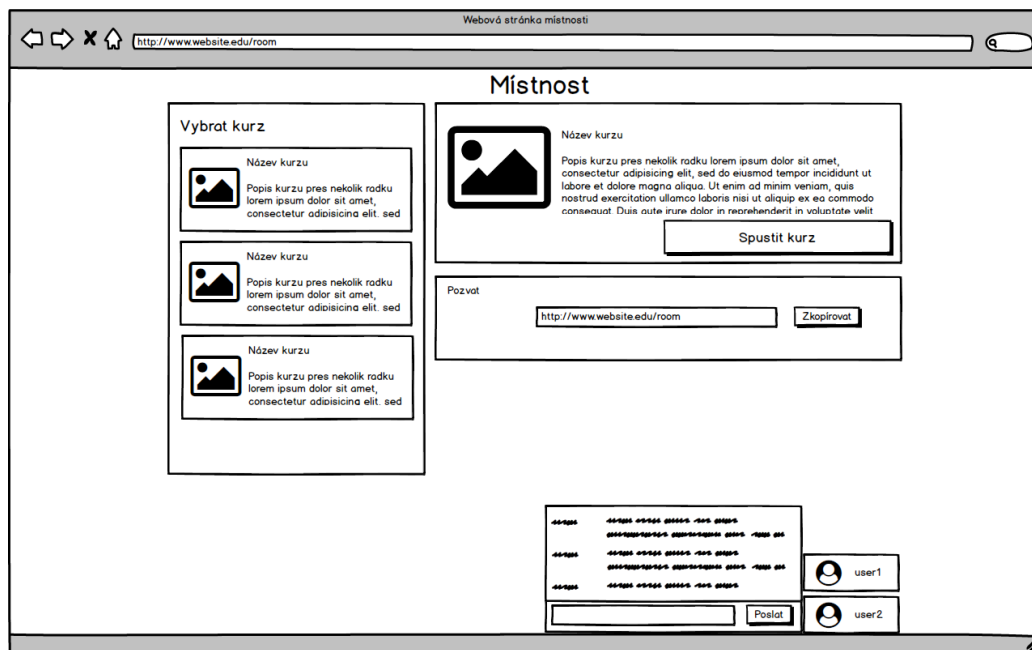 Webová stránka místnosti
http://www.website.edu/room
Místnost
Vybrat kurz
Název kurzu
Popis kurzu pres nekolik radku
lorem ipsum dolor sit amet,
consectetur adipisicing elit. sed
Název kurzu
Popis kurzu pres nekolik radku
lorem ipsum dolor sit amet,
consectetur adipisicing elit. sed
Název kurzu
Popis kurzu pres nekolik radku
lorem ipsum dolor sit amet,
consectetur adipisicing elit. sed
Název kurzu
Popis kurzu pres nekolik radku lorem ipsum dolor sit amet,
consectetur adipisicing elit, sed do eiusmod tempor incididunt ut
labore et dolore magna aliqua. Ut enim ad minim veniam, quis
nostrud exercitation ullamco laboris nisi ut aliquip ex ea commodo
consequat. Duis aute irure dolor in reprehenderit in voluptate velit
Spustit kurz
Pozvat
http://www.website.edu/room
Zkopírovat
Poslat
user1
user2